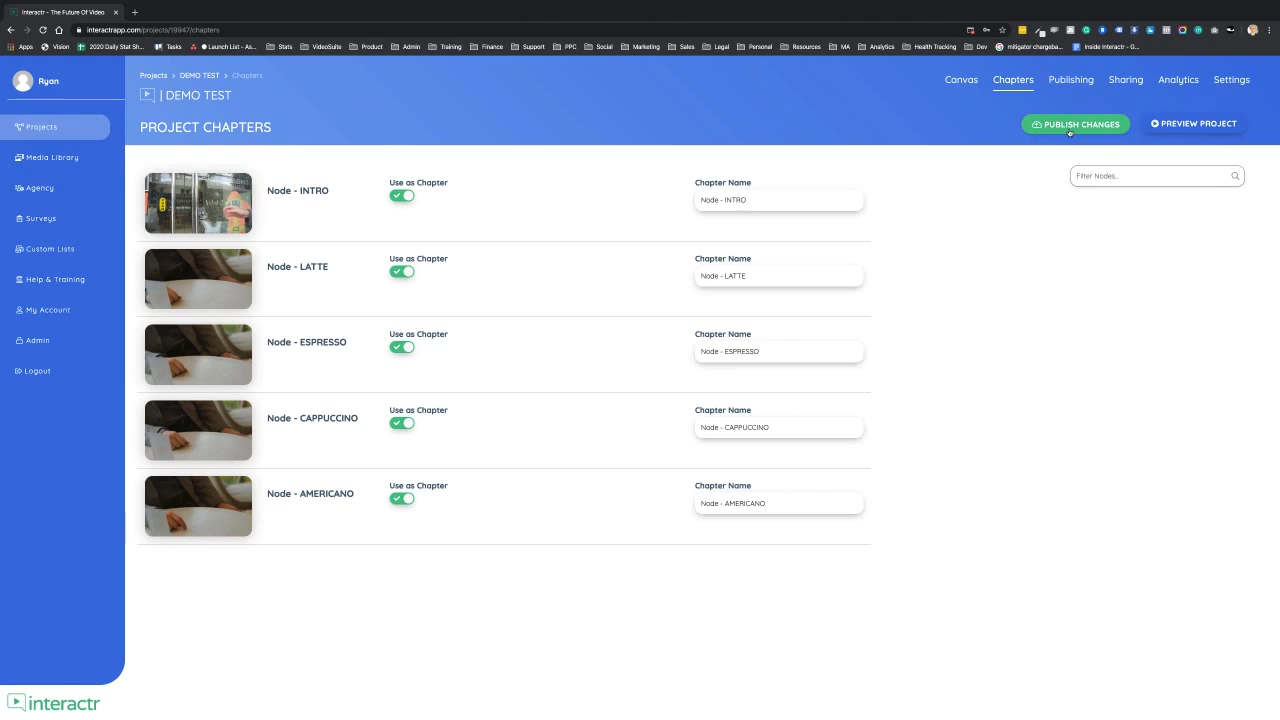 Interactr - The Future Of Video
interactrapp.com/projects/19947/chapters
Apps Vision 2020 Daily Stat Sh... Tasks Launch List - As... Stats VideoSuite Product Admin Training Finance Support PPC Social Marketing Sales Legal Personal Resources MA Analytics Health Tracking Dev mitigator chargeba... Inside Interactr - G...
Ryan
Projects > DEMO TEST > Chapters
| DEMO TEST
Canvas Chapters Publishing Sharing Analytics Settings
PROJECT CHAPTERS
PUBLISH CHANGES PREVIEW PROJECT
Projects
Media Library
Agency
Surveys
Custom Lists
Help & Training
My Account
Admin
Logout
Filter Nodes...
Node - INTRO
Use as Chapter
Chapter Name
Node - INTRO
Node - LATTE
Use as Chapter
Chapter Name
Node - LATTE
Node - ESPRESSO
Use as Chapter
Chapter Name
Node - ESPRESSO
Node - CAPPUCCINO
Use as Chapter
Chapter Name
Node - CAPPUCCINO
Node - AMERICANO
Use as Chapter
Chapter Name
Node - AMERICANO
interactr